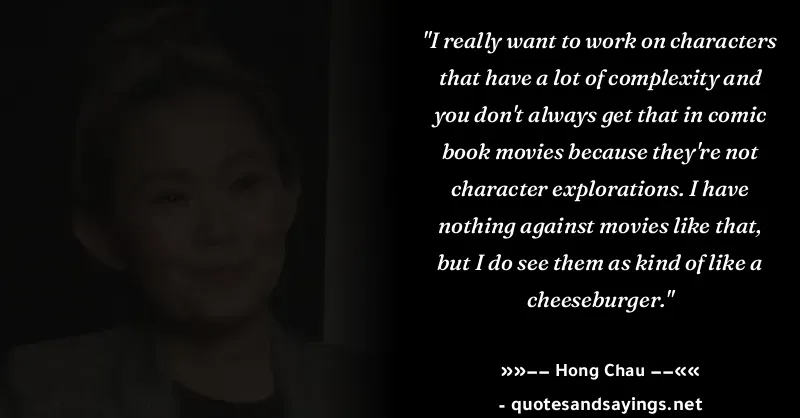 "I really want to work on characters
that have a lot of complexity and
you don't always get that in comic
book movies because they're not
character explorations. I have
nothing against movies like that,
but I do see them as kind of like a
cheeseburger."
»»−− Hong Chau −−««
- quotesandsayings.net